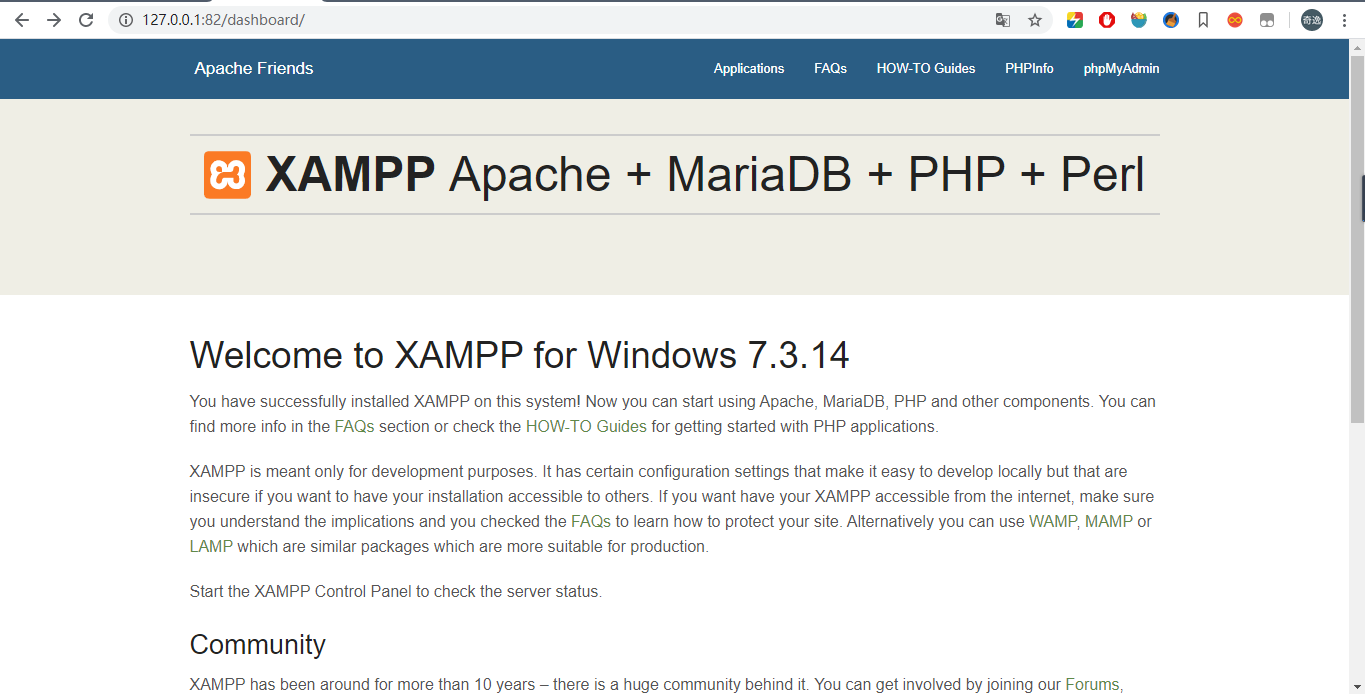 127.0.0.1:82/dashboard/
奇逸
Apache Friends
Applications
FAQs
HOW-TO Guides
PHPInfo
phpMyAdmin
XAMPP Apache + MariaDB + PHP + Perl
Welcome to XAMPP for Windows 7.3.14
You have successfully installed XAMPP on this system! Now you can start using Apache, MariaDB, PHP and other components. You can
find more info in the FAQs section or check the HOW-TO Guides for getting started with PHP applications.
XAMPP is meant only for development purposes. It has certain configuration settings that make it easy to develop locally but that are
insecure if you want to have your installation accessible to others. If you want have your XAMPP accessible from the internet, make sure
you understand the implications and you checked the FAQs to learn how to protect your site. Alternatively you can use WAMP, MAMP or
LAMP which are similar packages which are more suitable for production.
Start the XAMPP Control Panel to check the server status.
Community
XAMPP has been around for more than 10 years – there is a huge community behind it. You can get involved by joining our Forums,